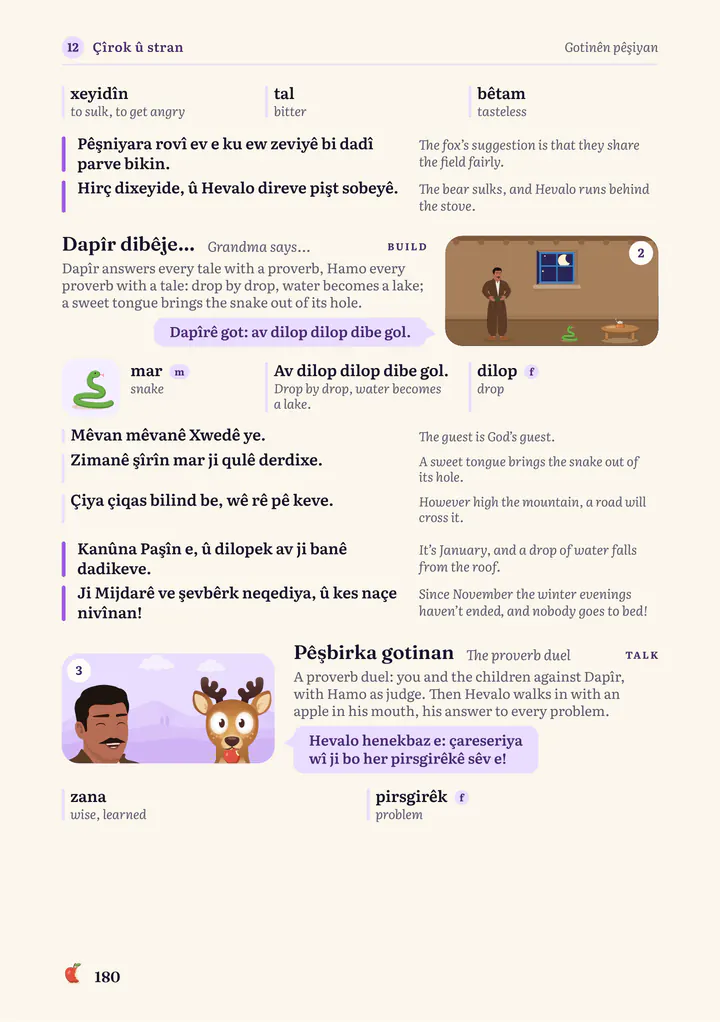 12 Çîrok û stran
Gotinên pêşiyan
xeyidîn
to sulk, to get angry
tal
bitter
bêtam
tasteless
Pêşniyara rovî ev e ku ew zeviyê bi dadî
parve bikin.
The fox's suggestion is that they share
the field fairly.
Hirç dixeyide, û Hevalo direve pişt sobeyê.
The bear sulks, and Hevalo runs behind
the stove.
Dapîr dibêje... Grandma says... BUILD
Dapîr answers every tale with a proverb, Hamo every
proverb with a tale: drop by drop, water becomes a lake;
a sweet tongue brings the snake out of its hole.
Dapîrê got: av dilop dilop dibe gol.
2
mar m
snake
Av dilop dilop dibe gol.
Drop by drop, water becomes
a lake.
dilop f
drop
Mêvan mêvanê Xwedê ye.
The guest is God's guest.
Zimanê şîrîn mar ji qulê derdixe.
A sweet tongue brings the snake out of
its hole.
Çiya çiqas bilind be, wê rê pê keve.
However high the mountain, a road will
cross it.
Kanûna Paşîn e, û dilopek av ji banê
dadikeve.
It's January, and a drop of water falls
from the roof.
Ji Mijdarê ve şevbêrk neqediya, û kes naçe
nivînan!
Since November the winter evenings
haven't ended, and nobody goes to bed!
3
Pêşbirka gotinan The proverb duel TALK
A proverb duel: you and the children against Dapîr,
with Hamo as judge. Then Hevalo walks in with an
apple in his mouth, his answer to every problem.
Hevalo henekbaz e: çareseriya
wî ji bo her pirsgirêkê sêv e!
zana
wise, learned
pirsgirêk f
problem
180